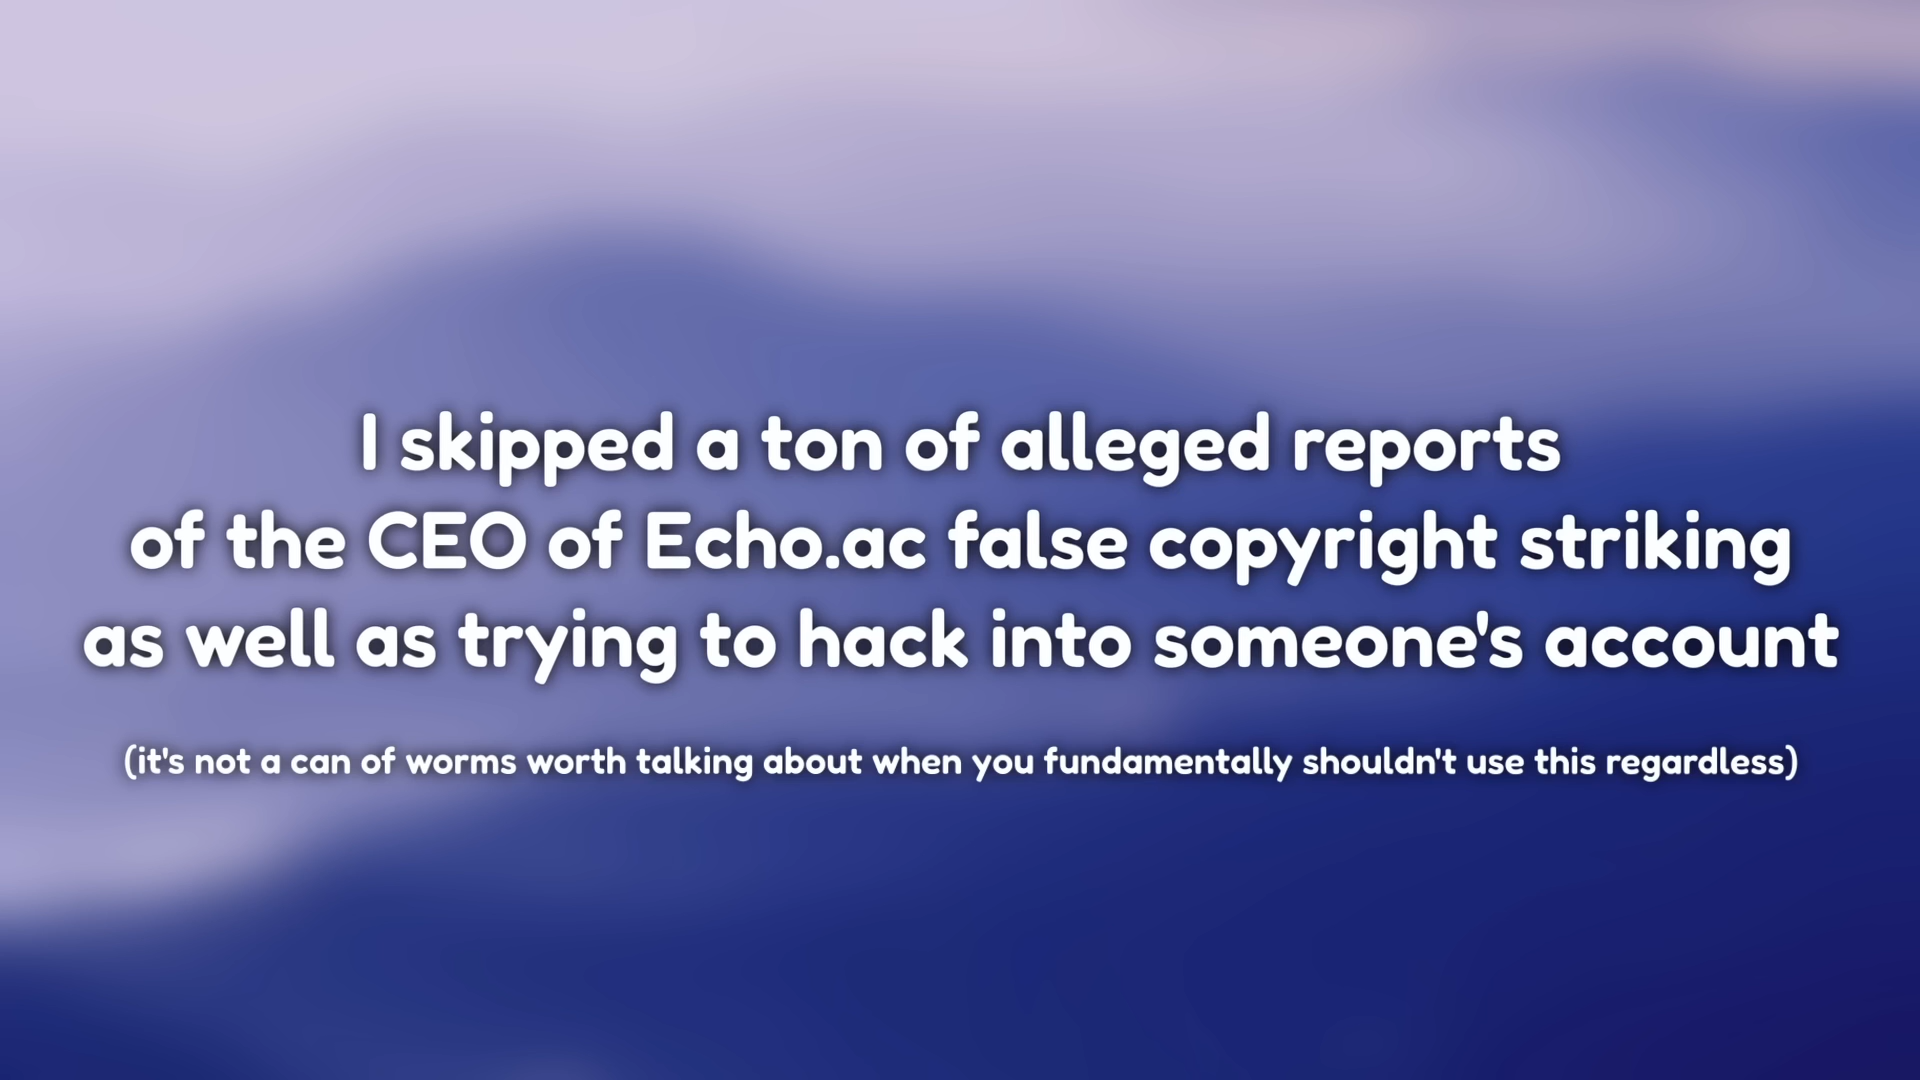 I skipped a ton of alleged reports
of the CEO of Echo.ac false copyright striking
as well as trying to hack into someone's account
(it's not a can of worms worth talking about when you fundamentally shouldn't use this regardless)